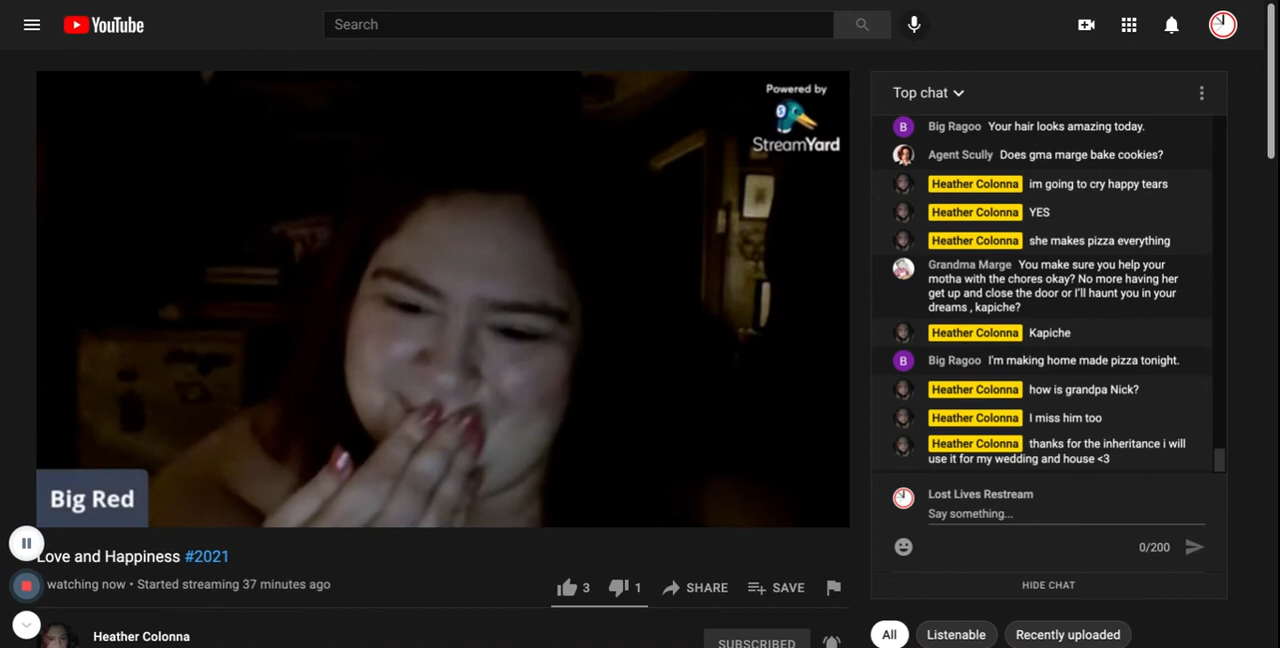 YouTube
Search
Powered by
StreamYard
Big Red
Love and Happiness #2021
watching now • Started streaming 37 minutes ago
3
1
SHARE
SAVE
Heather Colonna
SUBSCRIBED
Top chat
B Big Ragoo Your hair looks amazing today.
Agent Scully Does gma marge bake cookies?
Heather Colonna im going to cry happy tears
Heather Colonna YES
Heather Colonna she makes pizza everything
Grandma Marge You make sure you help your
motha with the chores okay? No more having her
get up and close the door or I'll haunt you in your
dreams , kapiche?
Heather Colonna Kapiche
B Big Ragoo I'm making home made pizza tonight.
Heather Colonna how is grandpa Nick?
Heather Colonna I miss him too
Heather Colonna thanks for the inheritance i will
use it for my wedding and house <3
Lost Lives Restream
Say something...
0/200
HIDE CHAT
All Listenable Recently uploaded